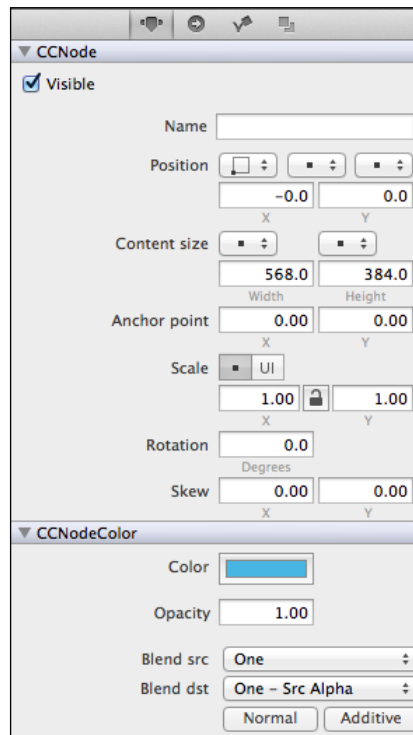 CCNode
Visible
Name
Position
-0.0 0.0
X Y
Content size
568.0 384.0
Width Height
Anchor point 0.00 0.00
X Y
Scale UI
1.00 1.00
X Y
Rotation 0.0
Degrees
Skew 0.00 0.00
X Y
CCNodeColor
Color
Opacity 1.00
Blend src One
Blend dst One - Src Alpha
Normal Additive